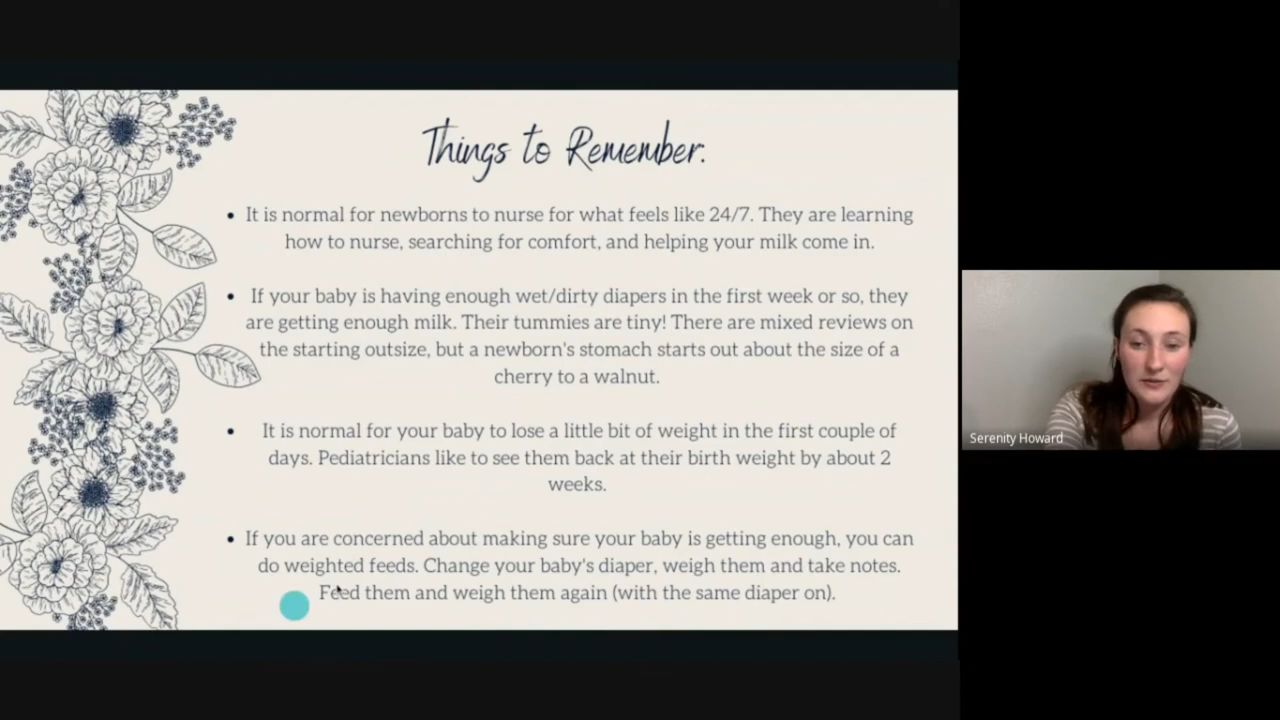 Things to Remember:
It is normal for newborns to nurse for what feels like 24/7. They are learning
how to nurse, searching for comfort, and helping your milk come in.
If your baby is having enough wet/dirty diapers in the first week or so, they
are getting enough milk. Their tummies are tiny! There are mixed reviews on
the starting outsize, but a newborn's stomach starts out about the size of a
cherry to a walnut.
It is normal for your baby to lose a little bit of weight in the first couple of
days. Pediatricians like to see them back at their birth weight by about 2
weeks.
If you are concerned about making sure your baby is getting enough, you can
do weighted feeds. Change your baby's diaper, weigh them and take notes.
Feed them and weigh them again (with the same diaper on).
Serenity Howard